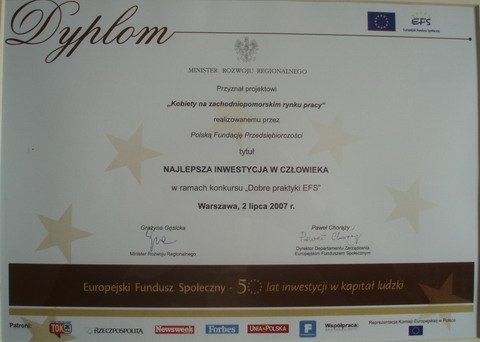 Dyplom
EFS
Europejski Fundusz Społeczny
MINISTER ROZWOJU REGIONALNEGO
Przyznał projektowi
„Kobiety na zachodniopomorskim rynku pracy”
realizowanemu przez
Polską Fundację Przedsiębiorczości
tytuł
NAJLEPSZA INWESTYCJA W CZŁOWIEKA
w ramach konkursu „Dobre praktyki EFS”
Warszawa, 2 lipca 2007 r.
Grażyna Gęsicka
Paweł Chorąży
Minister Rozwoju Regionalnego
Dyrektor Departamentu Zarządzania
Europejskim Funduszem Społecznym
Europejski Fundusz Społeczny - 50 lat inwestycji w kapitał ludzki
Patroni: TOK FM RZECZPOSPOLITA Newsweek Forbes UNIA+POLSKA F Współpraca: Reprezentacja Komisji Europejskiej w Polsce